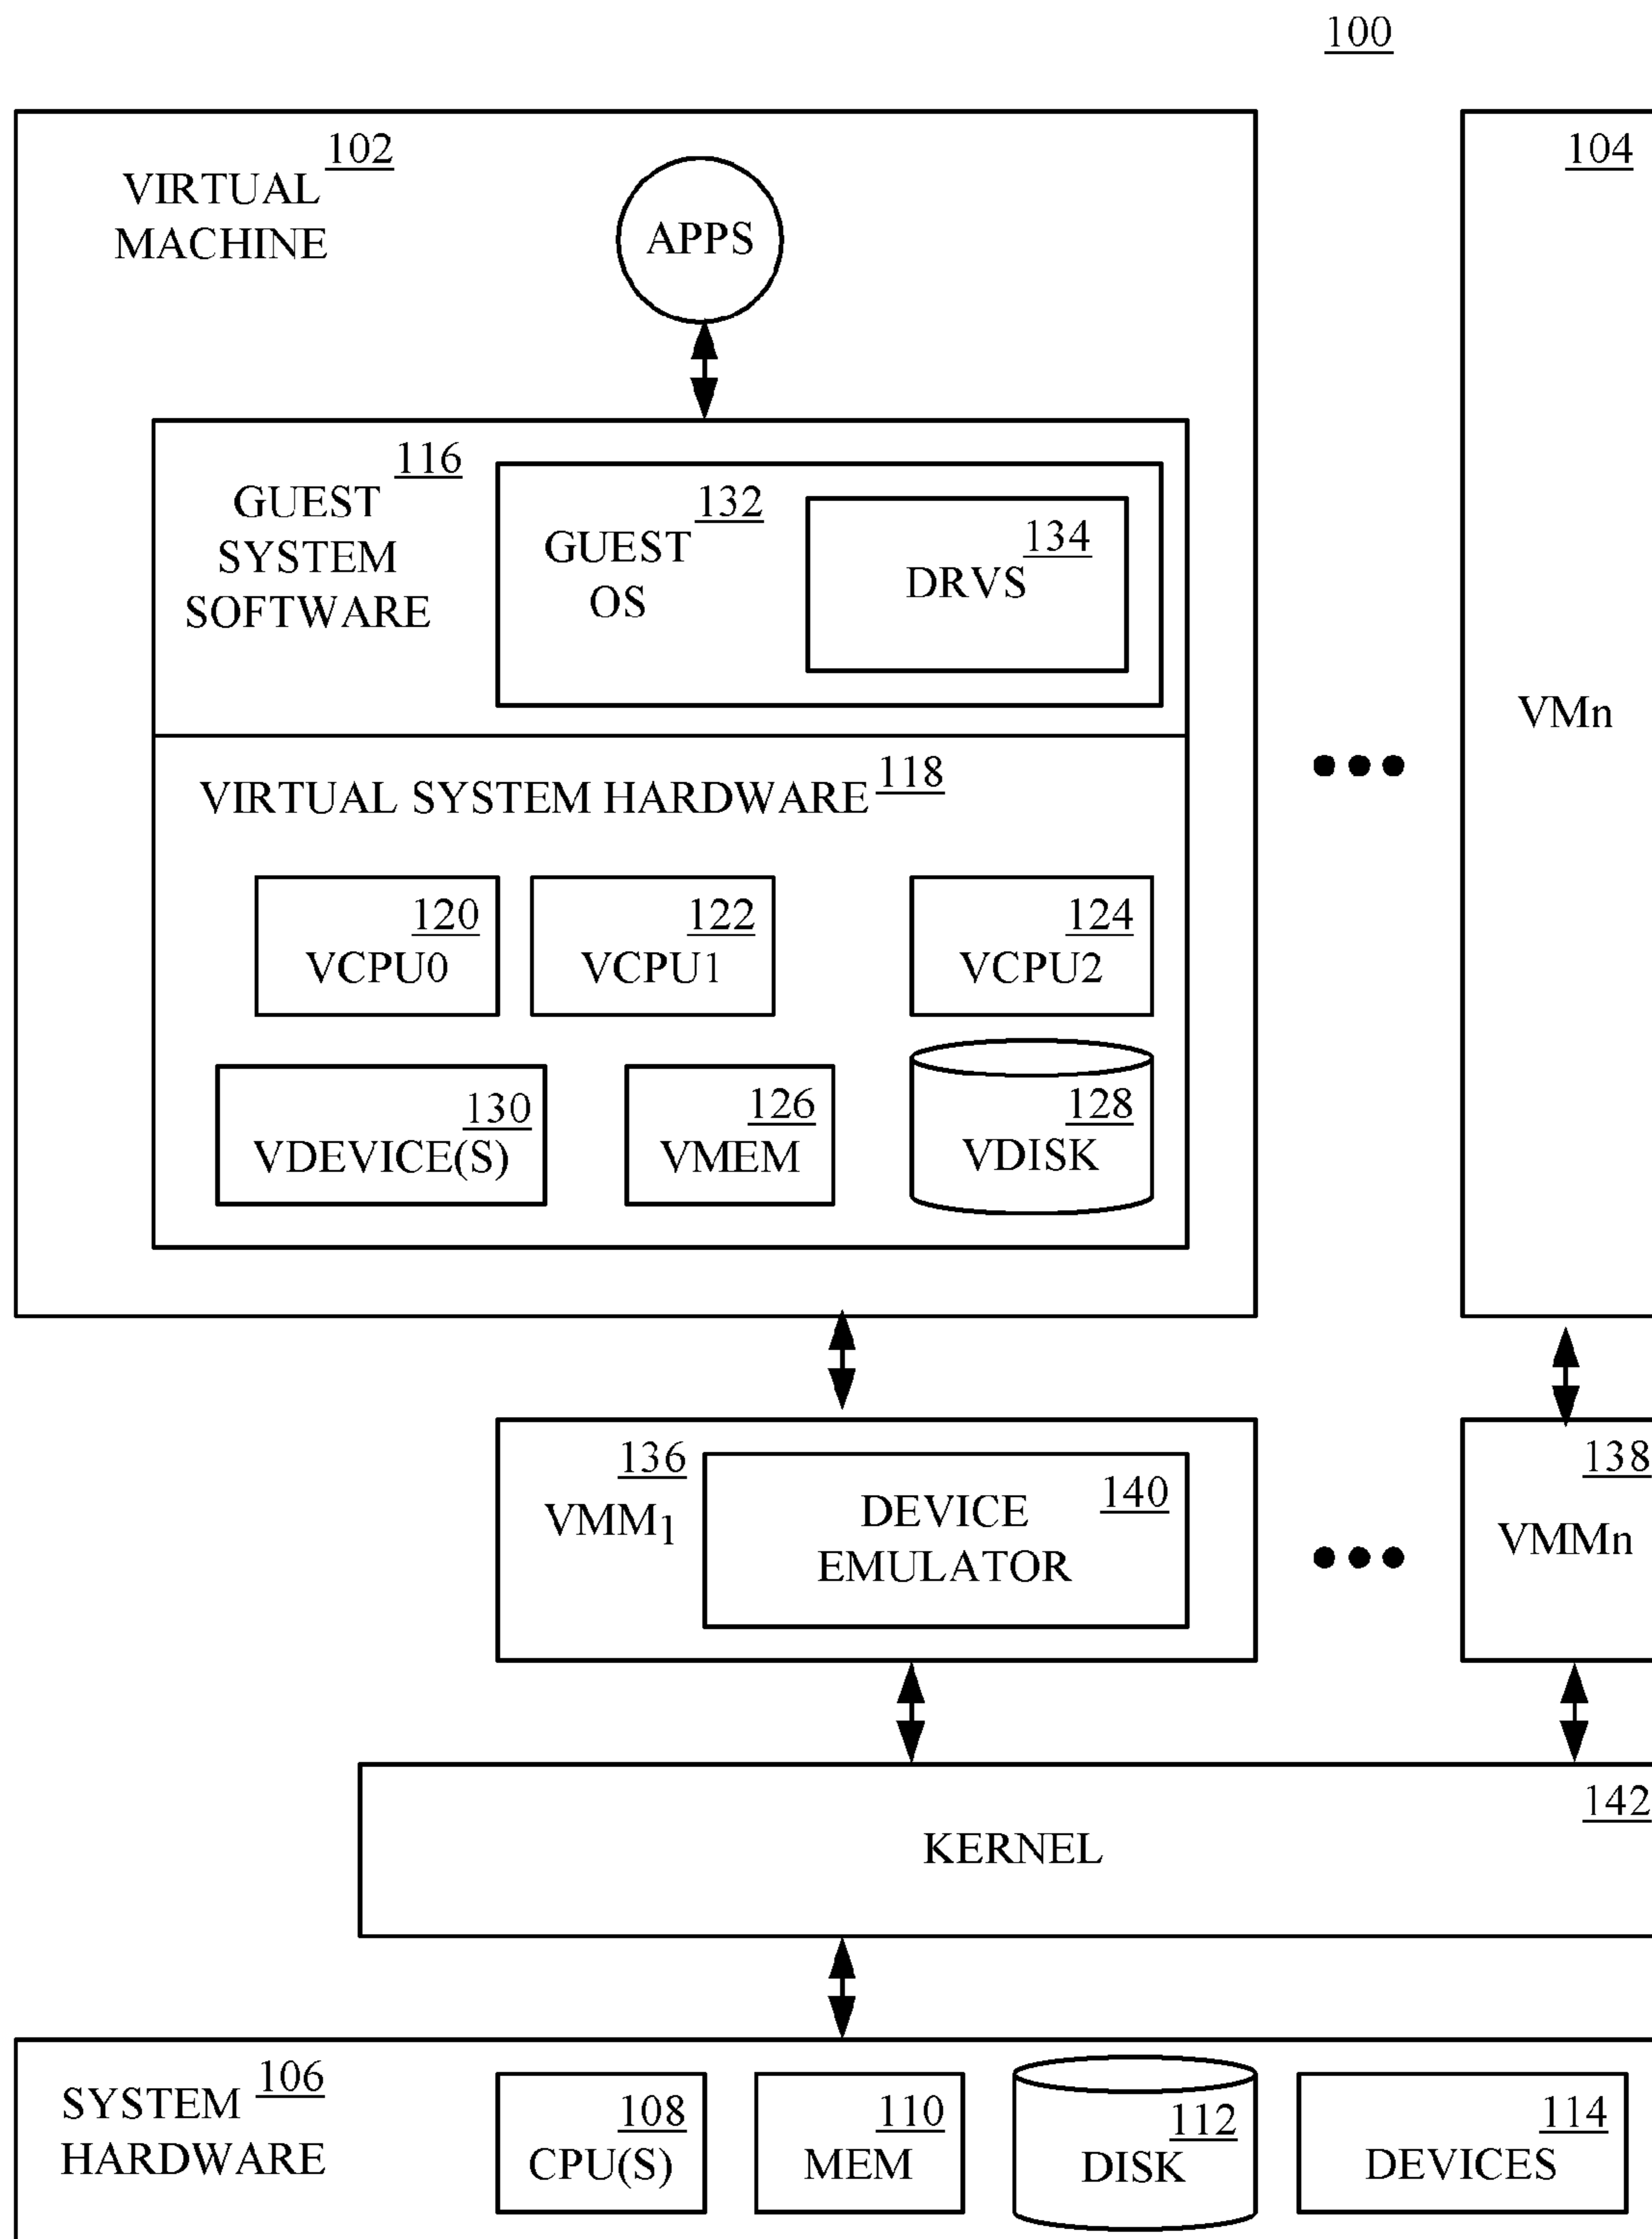 100
102
VIRTUAL
MACHINE
APPS
104
VMn
116
GUEST
SYSTEM
SOFTWARE
132
GUEST
OS
134
DRVS
VIRTUAL SYSTEM HARDWARE 118
120
VCPU0
122
VCPU1
124
VCPU2
130
VDEVICE(S)
126
VMEM
128
VDISK
136
VMM1
140
DEVICE
EMULATOR
138
VMMn
142
KERNEL
106
SYSTEM
HARDWARE
108
CPU(S)
110
MEM
112
DISK
114
DEVICES